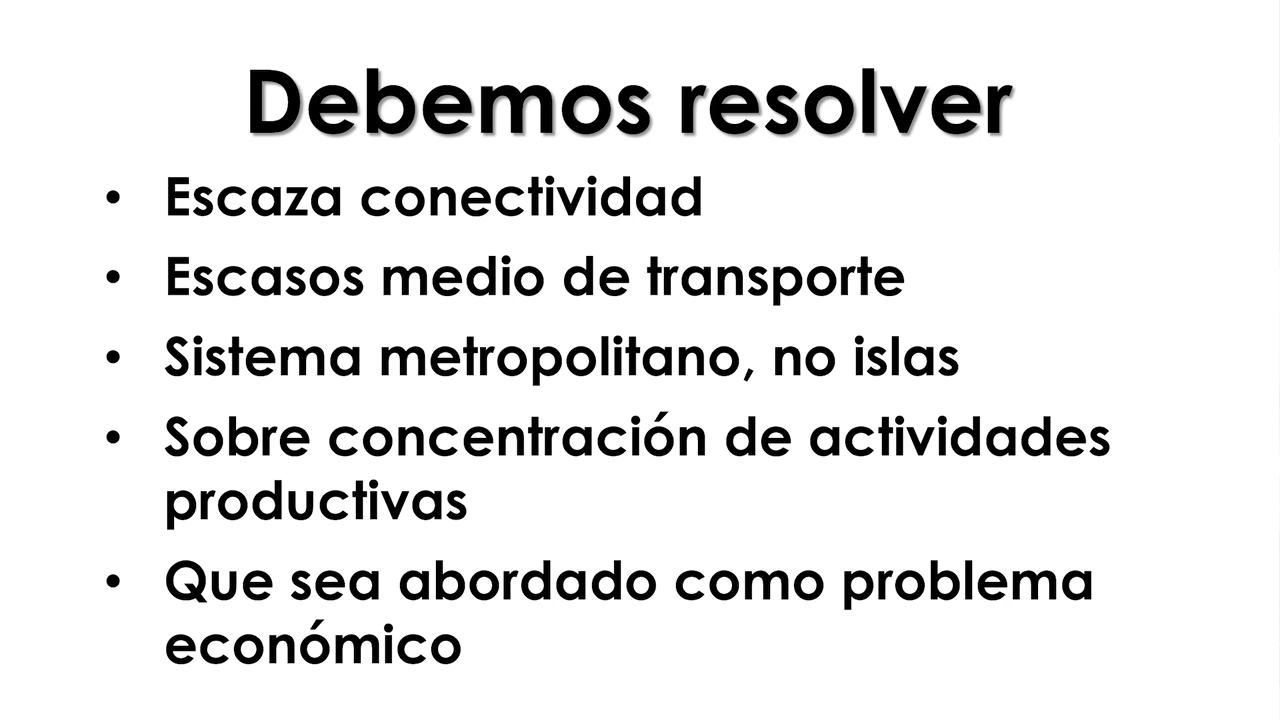 Debemos resolver
• Escaza conectividad
• Escasos medio de transporte
• Sistema metropolitano, no islas
• Sobre concentración de actividades
productivas
• Que sea abordado como problema
económico